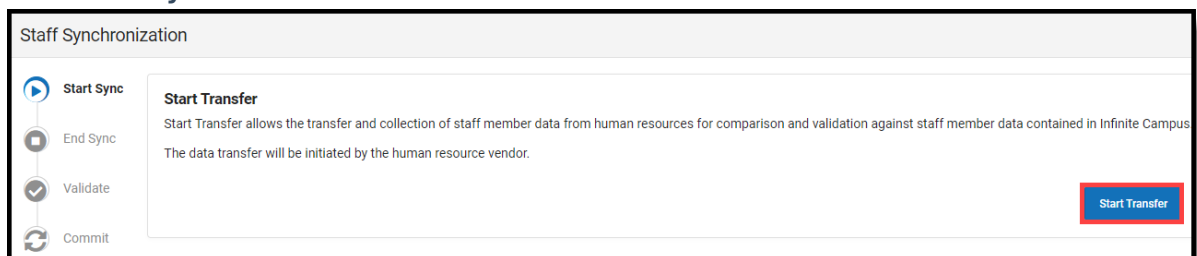 Staff Synchronization
Start Sync
End Sync
Validate
Commit
Start Transfer
Start Transfer allows the transfer and collection of staff member data from human resources for comparison and validation against staff member data contained in Infinite Campus
The data transfer will be initiated by the human resource vendor.
Start Transfer